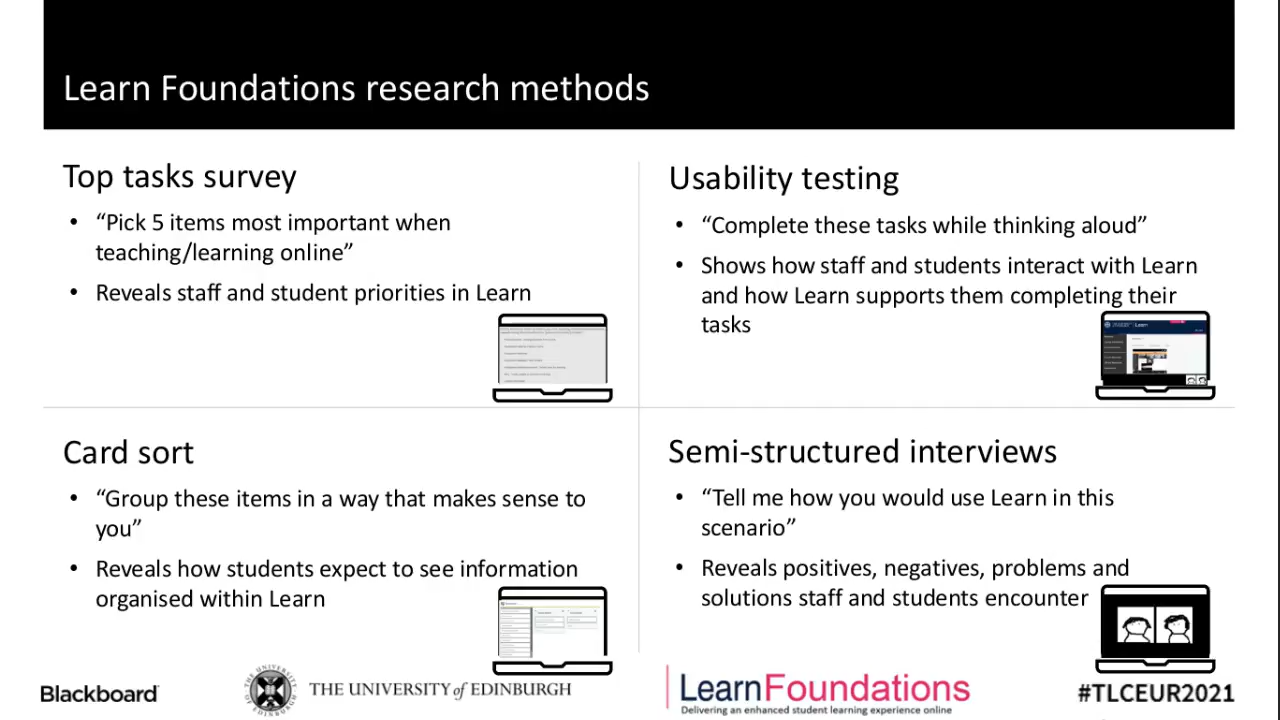 Learn Foundations research methods
Top tasks survey
• “Pick 5 items most important when
teaching/learning online”
• Reveals staff and student priorities in Learn
Usability testing
• “Complete these tasks while thinking aloud”
• Shows how staff and students interact with Learn
and how Learn supports them completing their
tasks
Card sort
• “Group these items in a way that makes sense to
you”
• Reveals how students expect to see information
organised within Learn
Semi-structured interviews
• “Tell me how you would use Learn in this
scenario”
• Reveals positives, negatives, problems and
solutions staff and students encounter
Blackboard
THE UNIVERSITY of EDINBURGH
LearnFoundations
Delivering an enhanced student learning experience online
#TLCEUR2021